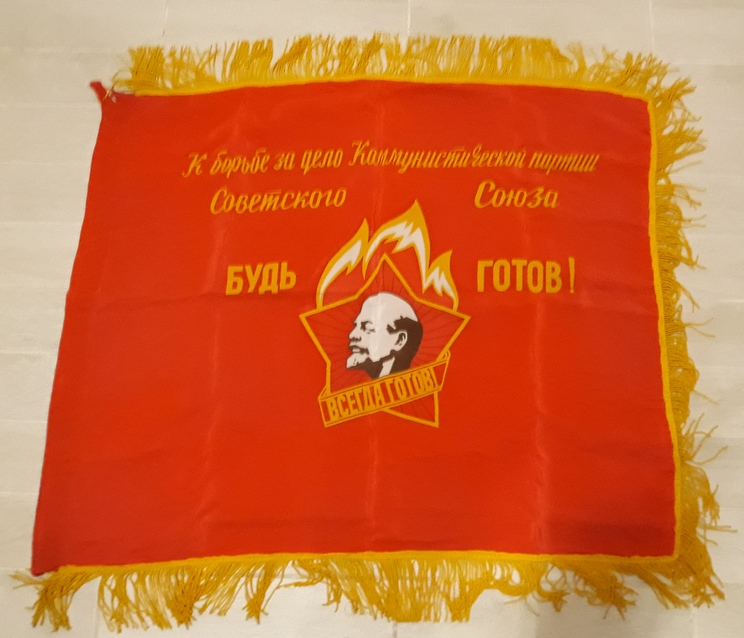 К борьбе за дело Коммунистической партии
Советского Союза
БУДЬ ГОТОВ!
ВСЕГДА ГОТОВ!